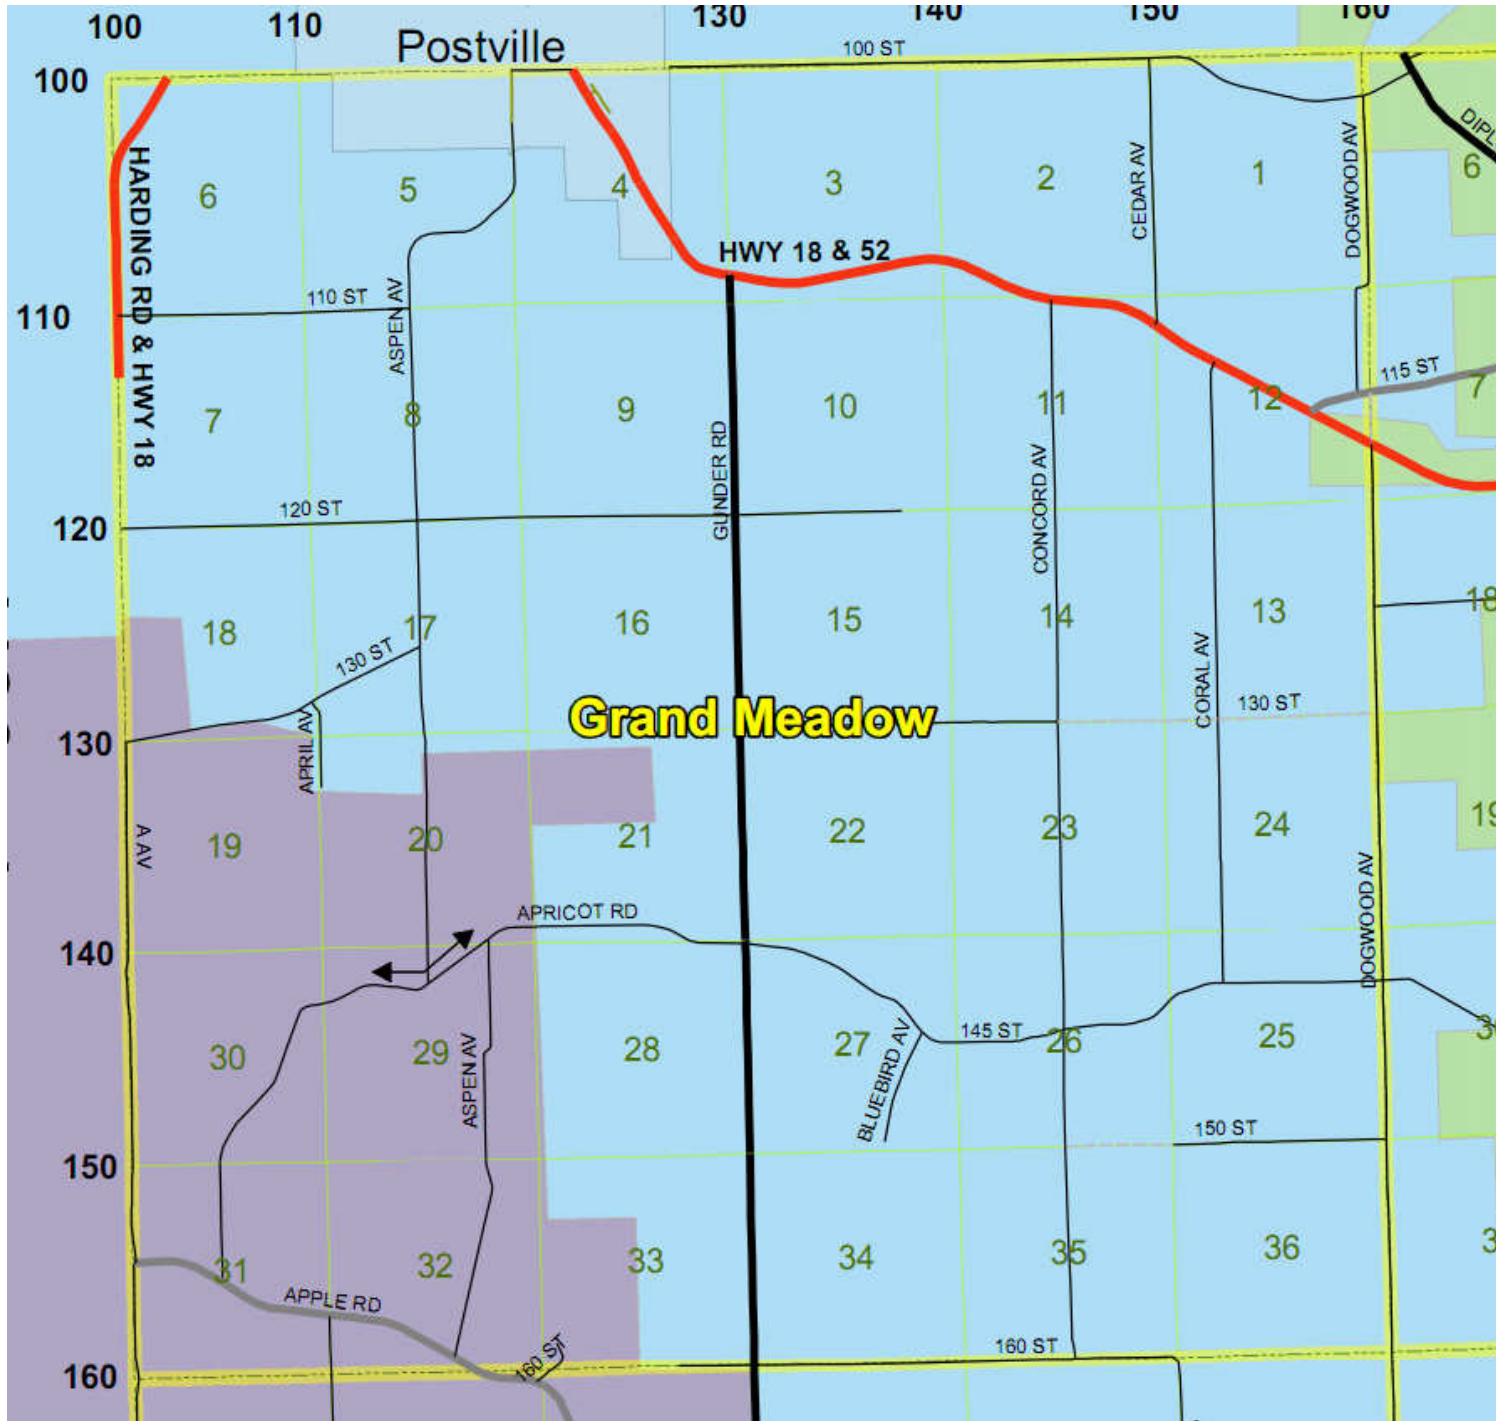 100
110
130
140
150
160
Postville
100 ST
100
HARDING RD & HWY 18
6
5
4
3
2
CEDAR AV
1
DOGWOOD AV
6
HWY 18 & 52
110
110 ST
ASPEN AV
7
8
9
GUNDER RD
10
11
CONCORD AV
12
115 ST
7
120
120 ST
18
17
16
15
14
13
18
130 ST
APRIL AV
CORAL AV
130 ST
Grand Meadow
130
A AV
19
20
21
22
23
24
DOGWOOD AV
APRICOT RD
140
30
29
ASPEN AV
28
27
BLUEBIRD AV
145 ST
26
25
150 ST
150
31
32
33
34
35
36
APPLE RD
160 ST
160 ST
160